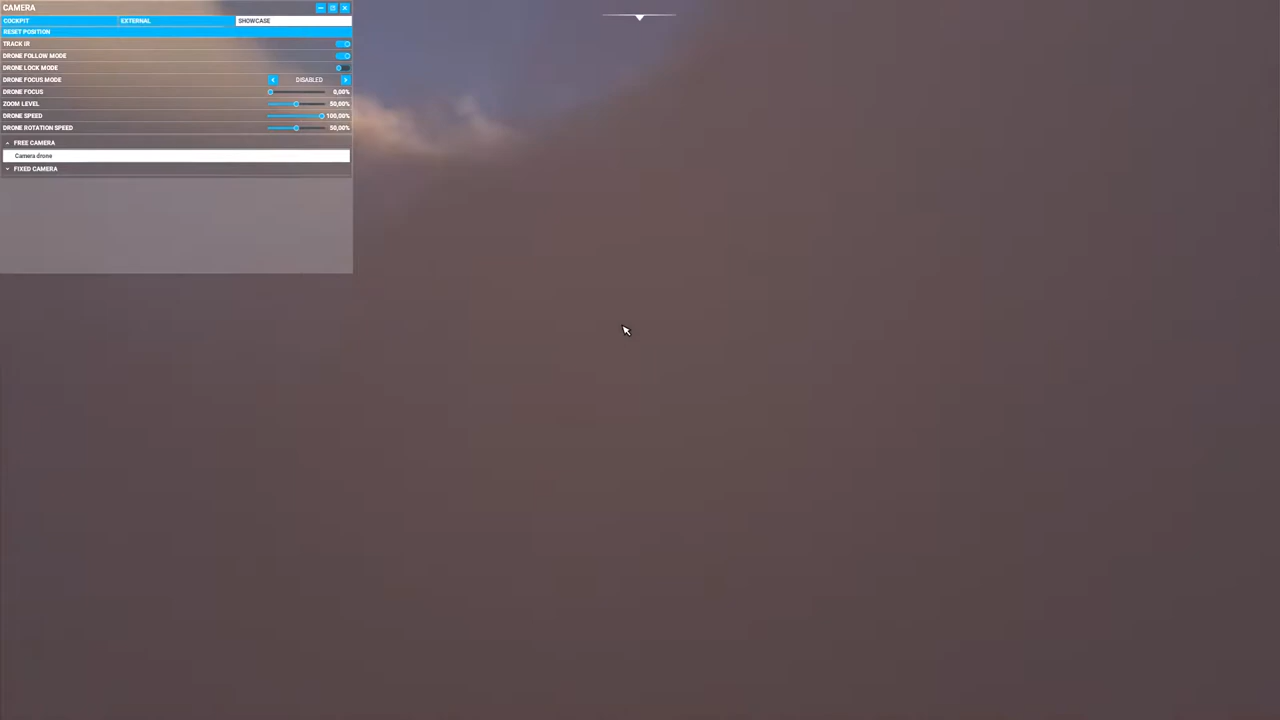 CAMERA
COCKPIT EXTERNAL SHOWCASE
RESET POSITION
TRACK IR
DRONE FOLLOW MODE
DRONE LOCK MODE
DRONE FOCUS MODE DISABLED
DRONE FOCUS 0,00%
ZOOM LEVEL 50,00%
DRONE SPEED 100,00%
DRONE ROTATION SPEED 50,00%
FREE CAMERA
Camera drone
FIXED CAMERA